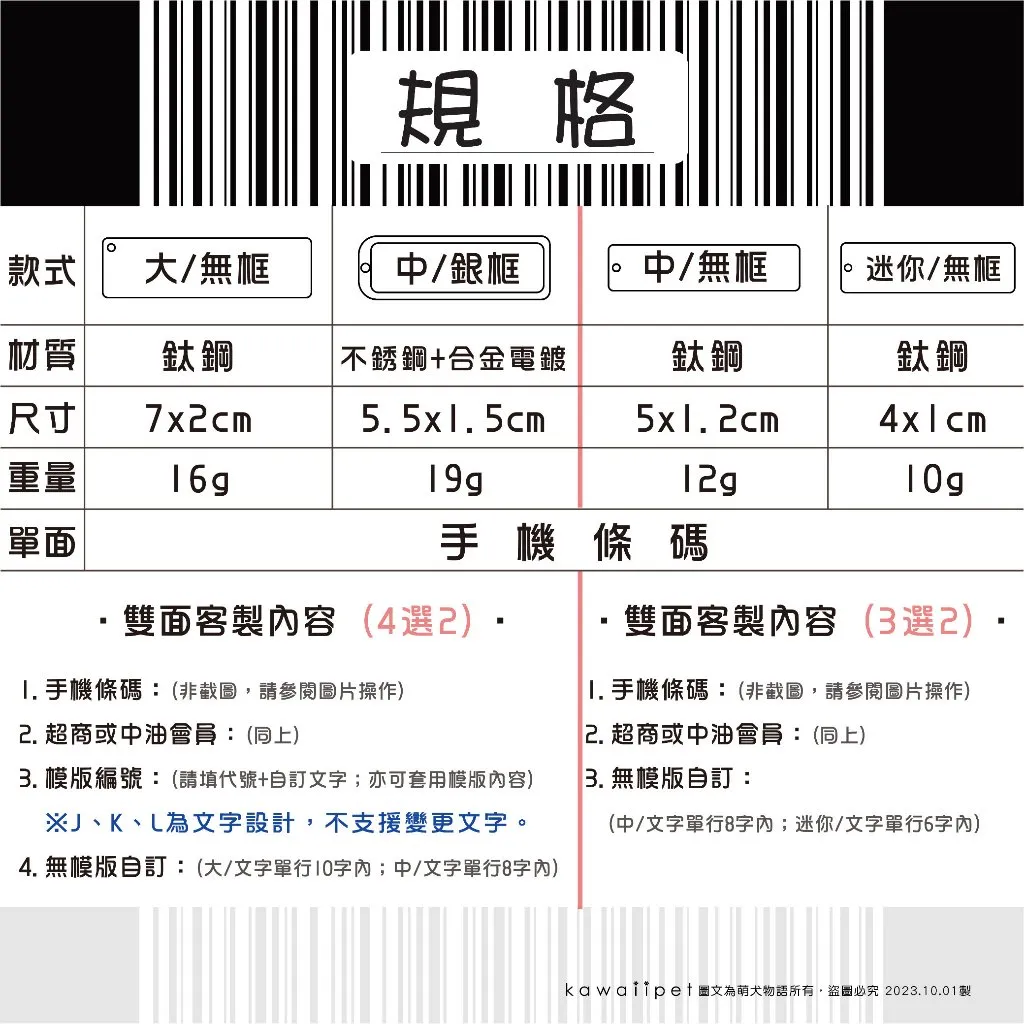 規 格
款式 大/無框 中/銀框 中/無框 迷你/無框
材質 鈦鋼 不銹鋼+合金電鍍 鈦鋼 鈦鋼
尺寸 7x2cm 5.5x1.5cm 5x1.2cm 4x1cm
重量 16g 19g 12g 10g
單面 手機條碼
·雙面客製內容(4選2)·
1. 手機條碼：(非截圖，請參閱圖片操作)
2. 超商或中油會員：(同上)
3. 模版編號：(請填代號+自訂文字；亦可套用模版內容)
※J、K、L為文字設計，不支援變更文字。
4. 無模版自訂：(大/文字單行10字內；中/文字單行8字內)
·雙面客製內容(3選2)·
1. 手機條碼：(非截圖，請參閱圖片操作)
2. 超商或中油會員：(同上)
3. 無模版自訂：
(中/文字單行8字內；迷你/文字單行6字內)
kawaiipet圖文為萌犬物語所有·盜圖必究 2023.10.01製